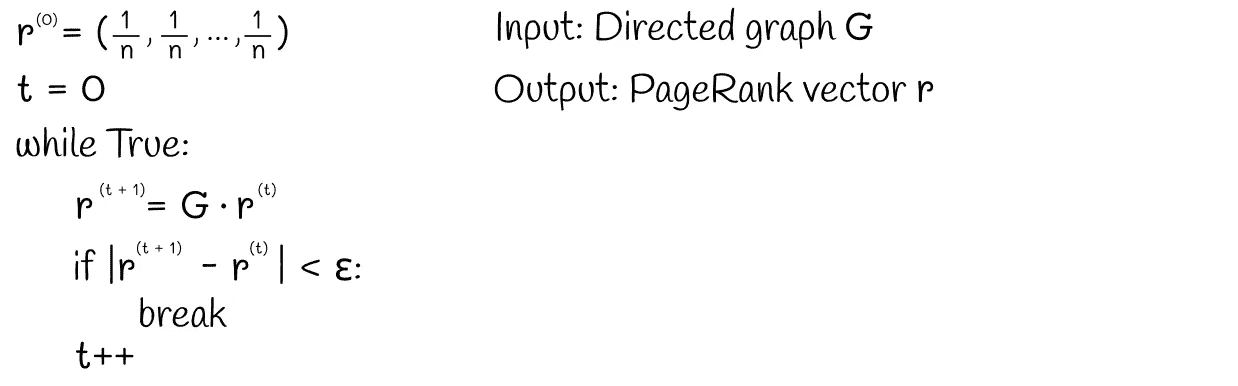 r⁽⁰⁾ = (1/n, 1/n, ..., 1/n)
t = 0
while True:
r⁽ᵗ ⁺ ¹⁾ = G · r⁽ᵗ⁾
if |r⁽ᵗ ⁺ ¹⁾ - r⁽ᵗ⁾| < ε:
break
t++
Input: Directed graph G
Output: PageRank vector r